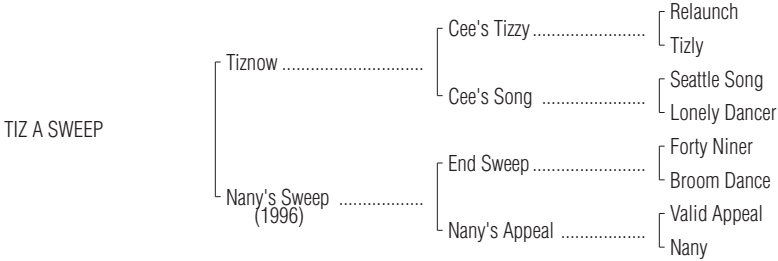 Relaunch
Cee's Tizzy ........................
Tizly
Tiznow .............................
Seattle Song
Cee's Song ......................
Lonely Dancer
TIZ A SWEEP
Forty Niner
End Sweep ........................
Broom Dance
Nany's Sweep ..................
(1996)
Valid Appeal
Nany's Appeal ..................
Nany